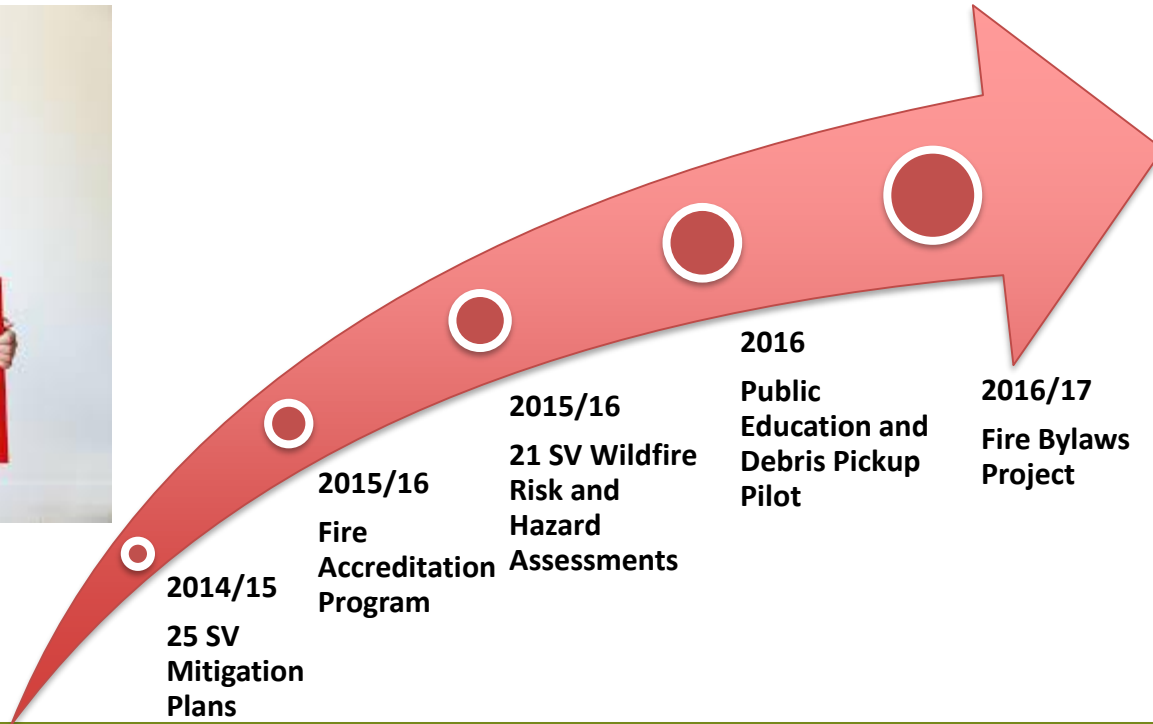 2014/15
25 SV
Mitigation
Plans
2015/16
Fire
Accreditation
Program
2015/16
21 SV Wildfire
Risk and
Hazard
Assessments
2016
Public
Education and
Debris Pickup
Pilot
2016/17
Fire Bylaws
Project